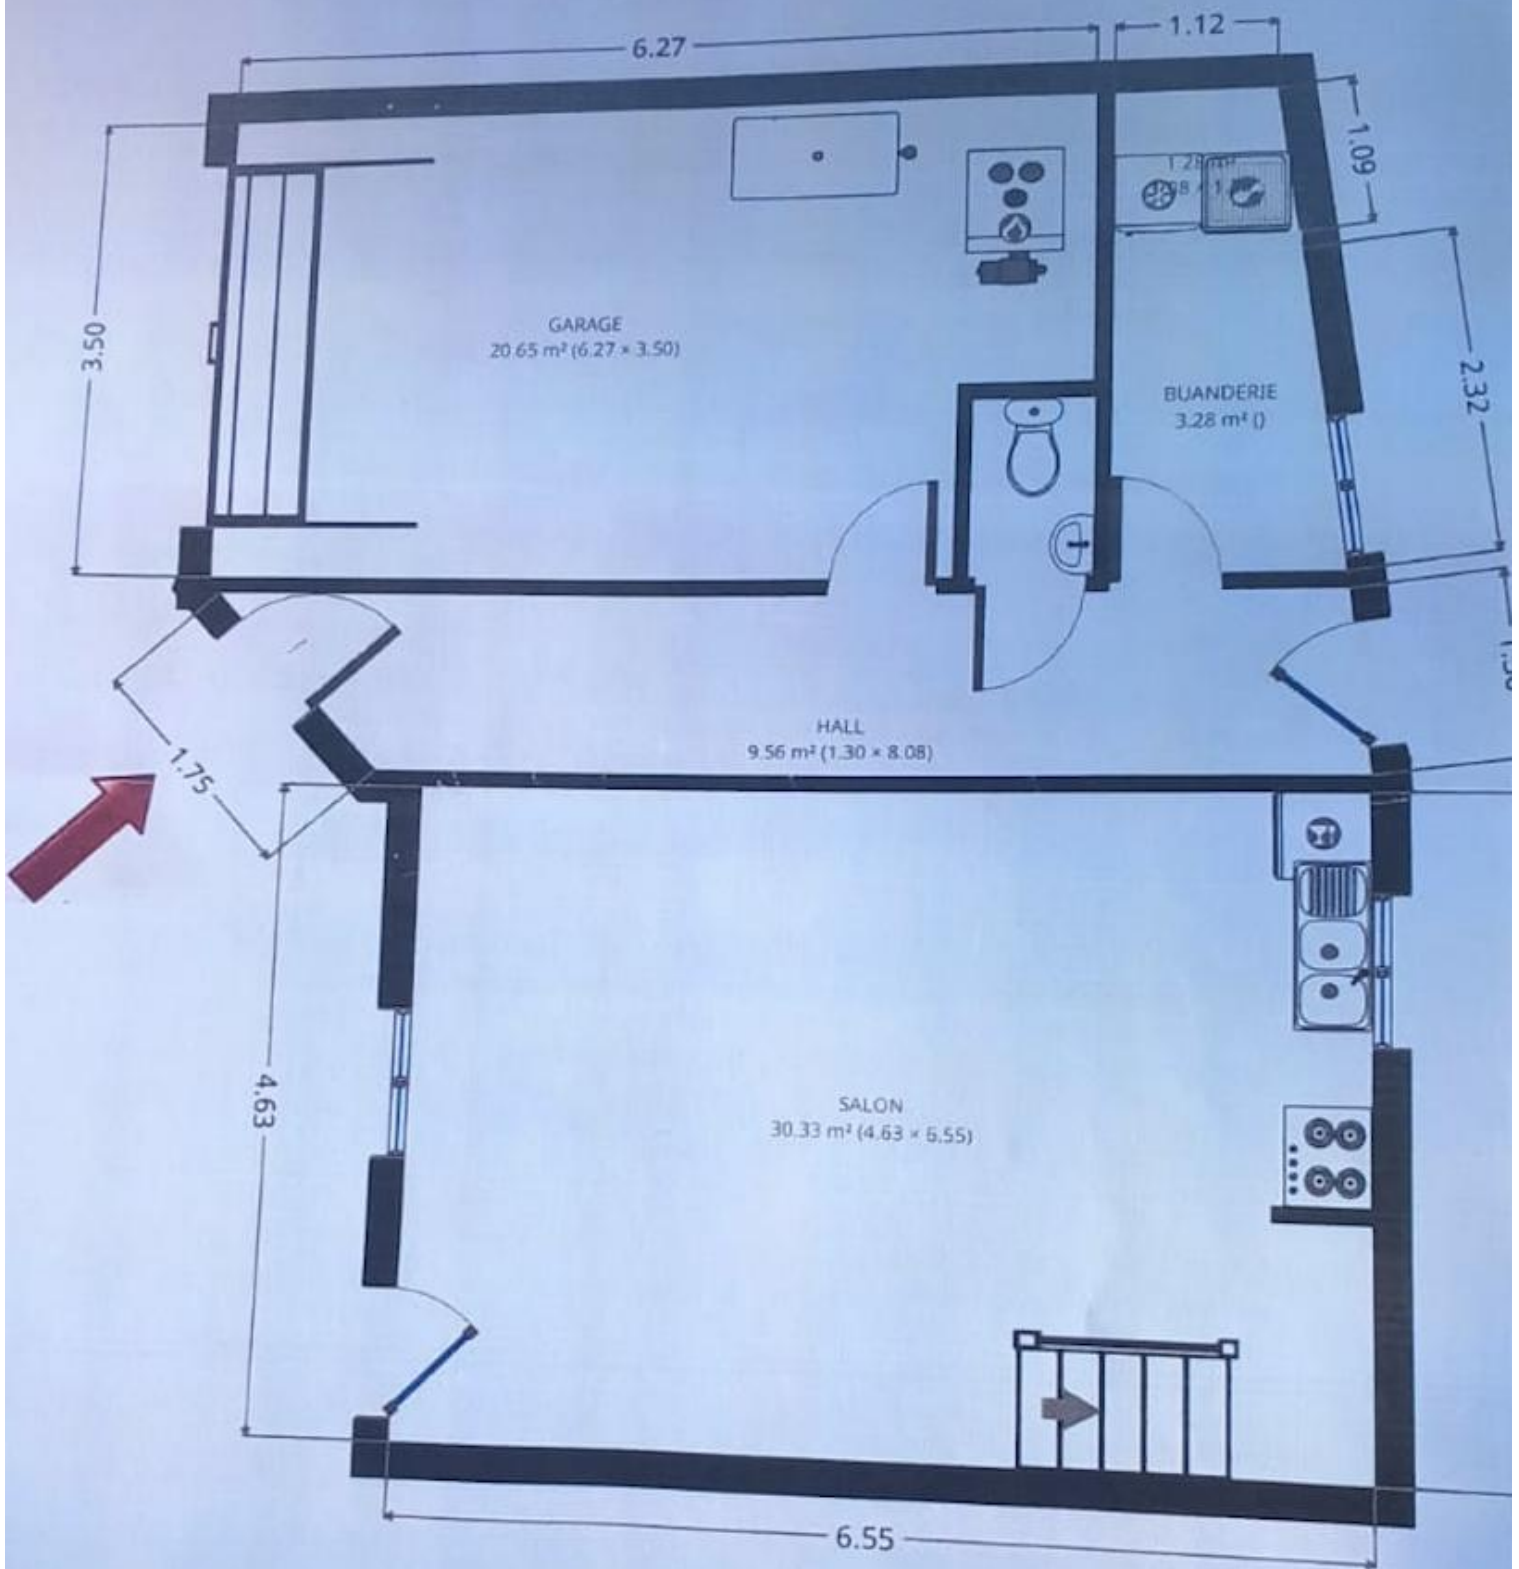 6.27
1.12
1.09
3.50
GARAGE
20.65 m² (6.27 × 3.50)
2.32
BUANDERIE
3.28 m² ()
HALL
9.56 m² (1.30 × 8.08)
1.75
4.63
SALON
30.33 m² (4.63 × 6.55)
6.55